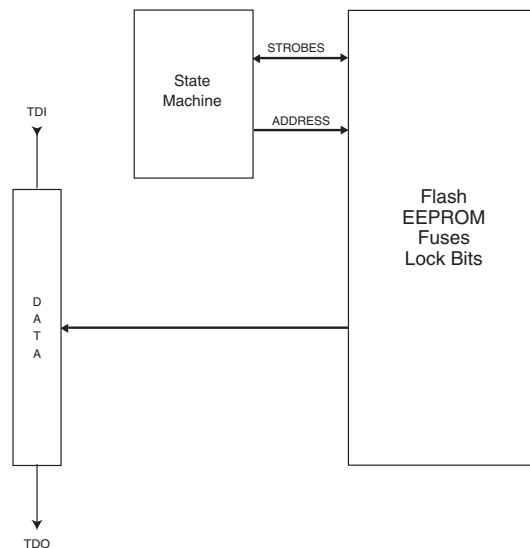 STROBES
State
Machine
ADDRESS
TDI
Flash
EEPROM
Fuses
Lock Bits
D
A
T
A
TDO